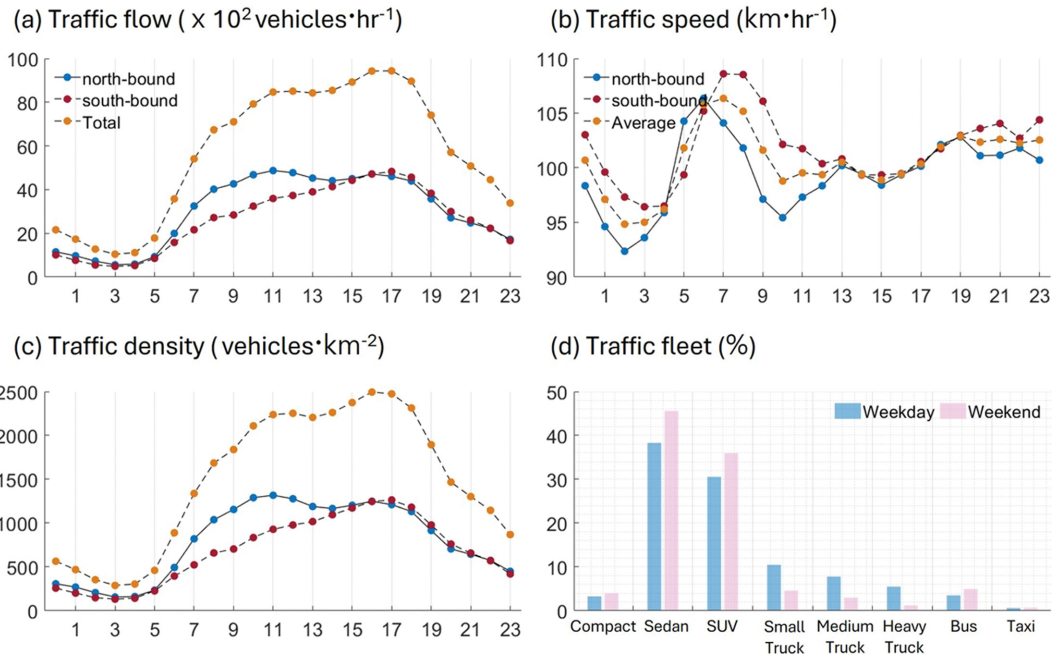 (a) Traffic flow ( x 10² vehicles·hr⁻¹)
100
80
60
40
20
0
north-bound
south-bound
Total
1 3 5 7 9 11 13 15 17 19 21 23
(b) Traffic speed (km·hr⁻¹)
110
105
100
95
90
north-bound
south-bound
Average
1 3 5 7 9 11 13 15 17 19 21 23
(c) Traffic density ( vehicles·km⁻²)
2500
2000
1500
1000
500
0
1 3 5 7 9 11 13 15 17 19 21 23
(d) Traffic fleet (%)
50
40
30
20
10
0
Weekday Weekend
Compact Sedan SUV Small Truck Medium Truck Heavy Truck Bus Taxi